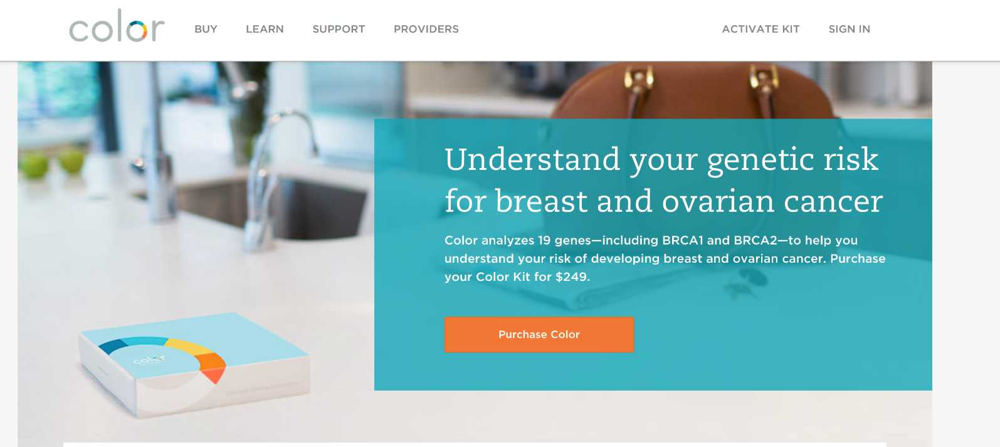 color
BUY
LEARN
SUPPORT
PROVIDERS
ACTIVATE KIT
SIGN IN
Understand your genetic risk
for breast and ovarian cancer
Color analyzes 19 genes—including BRCA1 and BRCA2—to help you
understand your risk of developing breast and ovarian cancer. Purchase
your Color Kit for $249.
Purchase Color
color